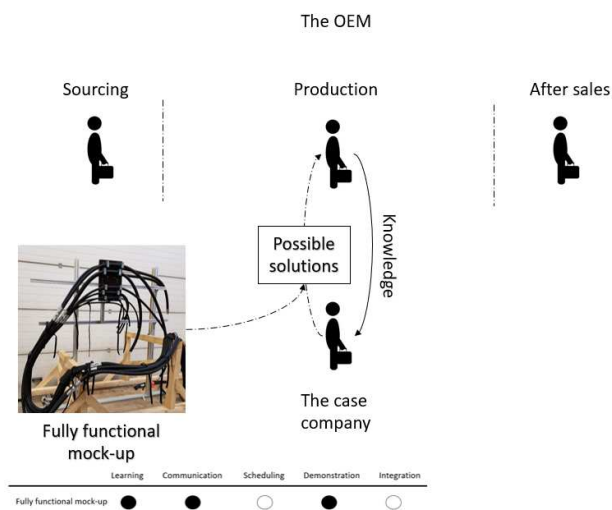 The OEM
Sourcing
Production
After sales
Knowledge
Possible
solutions
The case
company
Fully functional
mock-up
Learning Communication Scheduling Demonstration Integration
Fully functional mock-up